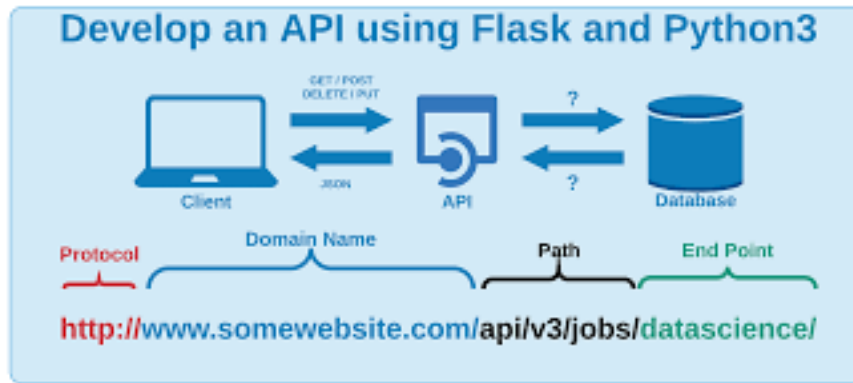 Develop an API using Flask and Python3
GET / POST
DELETE / PUT
?
JSON
?
Client
API
Database
Protocol
Domain Name
Path
End Point
http://www.somewebsite.com/api/v3/jobs/datascience/